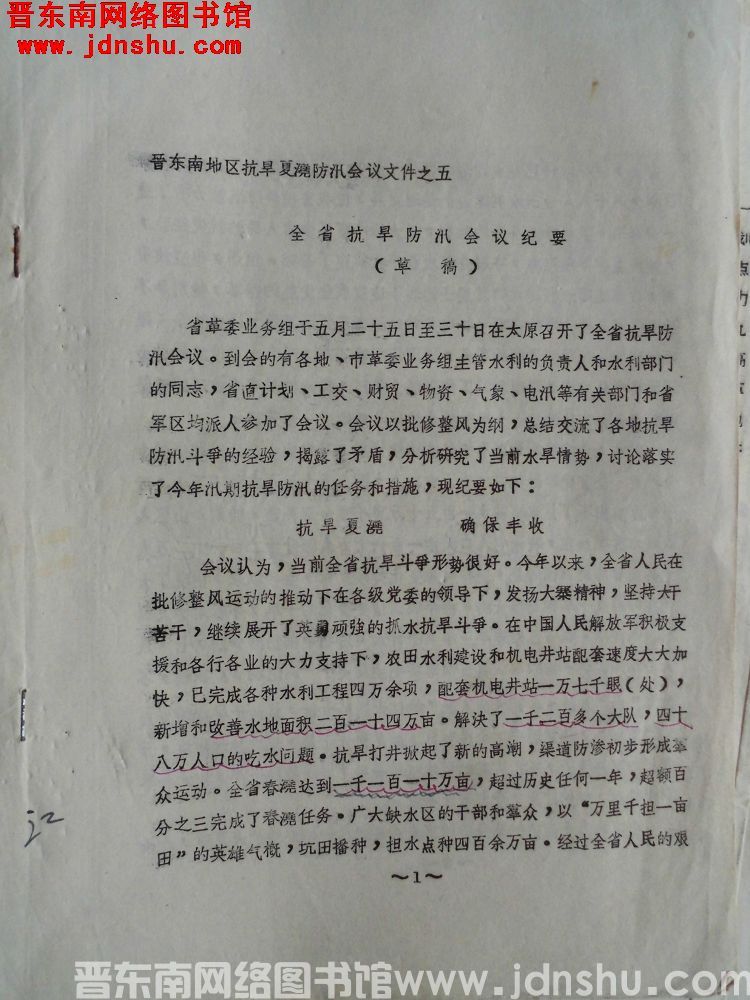 晋东南网络图书馆
www.jdnshu.com
晋东南地区抗旱夏浇防汛会议文件之五
全省抗旱防汛会议纪要
（草稿）
省革委业务组于五月二十五日至三十日在太原召开了全省抗旱防
汛会议。到会的有各地、市革委业务组主管水利的负责人和水利部门
的同志，省直计划、工交、财贸、物资、气象、电汛等有关部门和省
军区均派人参加了会议。会议以批修整风为纲，总结交流了各地抗旱
防汛斗爭的经验，揭露了矛盾，分析研究了当前水旱情势，讨论落实
了今年汛期抗旱防汛的任务和措施，现纪要如下：
抗旱夏澆 确保丰收
会议认为，当前全省抗旱斗爭形势很好。今年以来，全省人民在
批修整风运动的推动下在各级党委的领导下，发扬大寨精神，坚持大干
苦干，继续展开了英勇顽強的抓水抗旱斗爭。在中国人民解放军积极支
援和各行各业的大力支持下，农田水利建设和机电井站配套速度大大加
快，已完成各种水利工程四万余项，配套机电井站一万七千眼（处），
新增和改善水地面积二百一十四万亩。解决了一千二百多个大队，四十
八万人口的吃水问题。抗旱打井掀起了新的高潮，渠道防渗初步形成羣
众运动。全省春澆达到一千一百一十万亩，超过历史任何一年，超额百
分之三完成了春澆任务。广大缺水区的干部和羣众，以“万里千担一亩
田”的英雄气概，坑田播种，担水点种四百余万亩。经过全省人民的艰
～1～
晋东南网络图书馆www.jdnshu.com